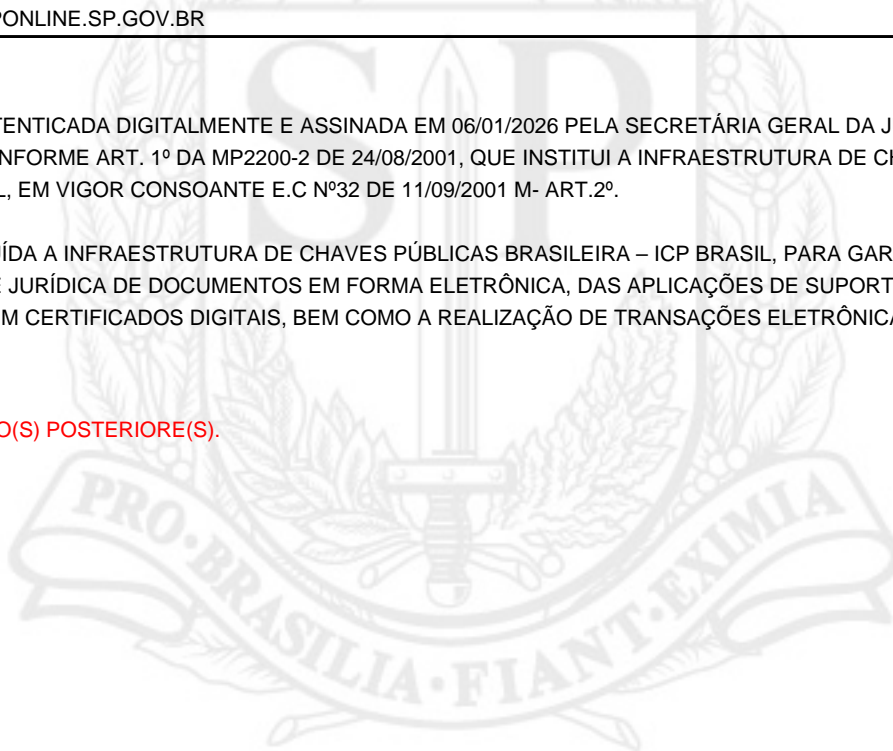 PONLINE.SP.GOV.BR
TENTICADA DIGITALMENTE E ASSINADA EM 06/01/2026 PELA SECRETÁRIA GERAL DA J
NFORME ART. 1º DA MP2200-2 DE 24/08/2001, QUE INSTITUI A INFRAESTRUTURA DE CH
L, EM VIGOR CONSOANTE E.C Nº32 DE 11/09/2001 M- ART.2º.
UÍDA A INFRAESTRUTURA DE CHAVES PÚBLICAS BRASILEIRA – ICP BRASIL, PARA GAR
E JURÍDICA DE DOCUMENTOS EM FORMA ELETRÔNICA, DAS APLICAÇÕES DE SUPORT
EM CERTIFICADOS DIGITAIS, BEM COMO A REALIZAÇÃO DE TRANSAÇÕES ELETRÔNICA
O(S) POSTERIORE(S).
SP
PRO·BRASILIA·FIANT·EXIMIA